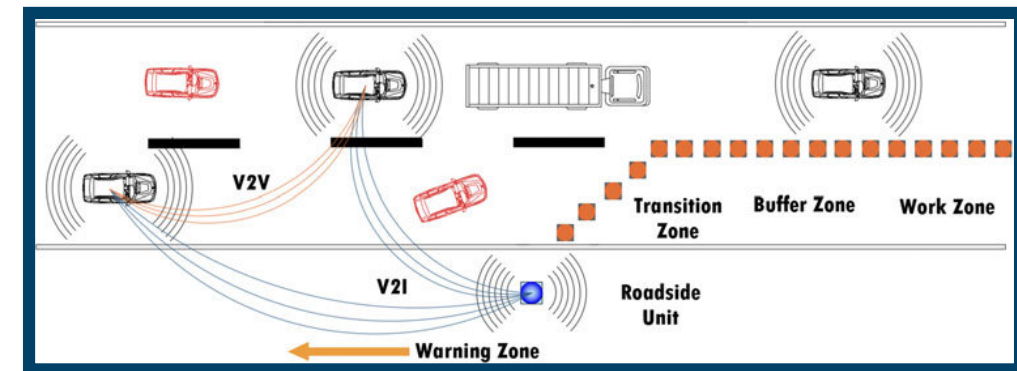 V2V
Transition
Zone
Buffer Zone
Work Zone
V2I
Roadside
Unit
Warning Zone